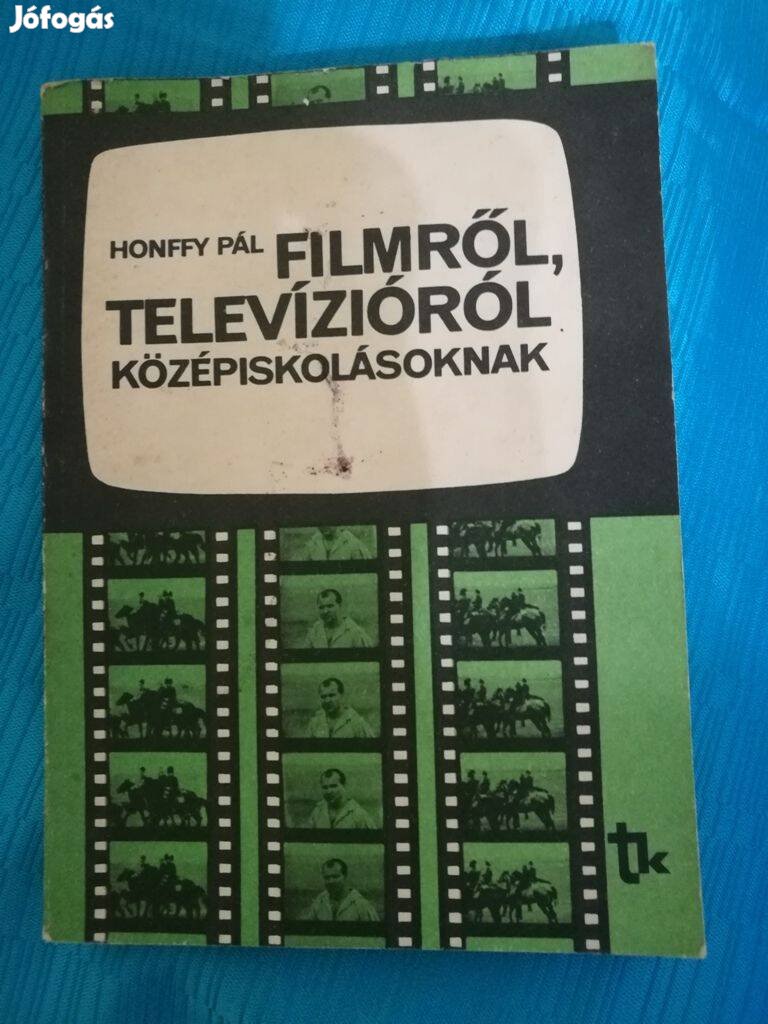 Jófogás
HONFFY PÁL FILMRŐL,
TELEVÍZIÓRÓL
KÖZÉPISKOLÁSOKNAK
tk